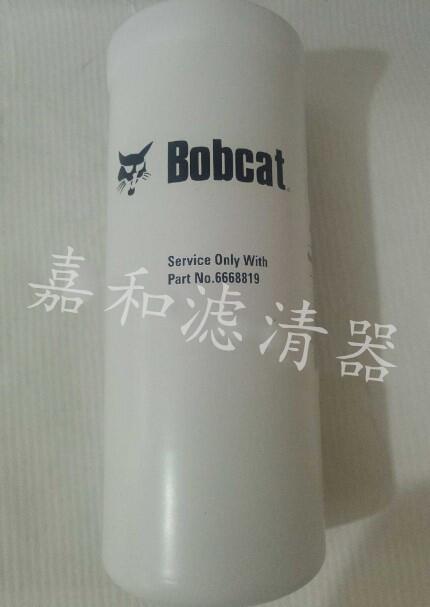 Bobcat
Service Only With
Part No.6668819
嘉和滤清器